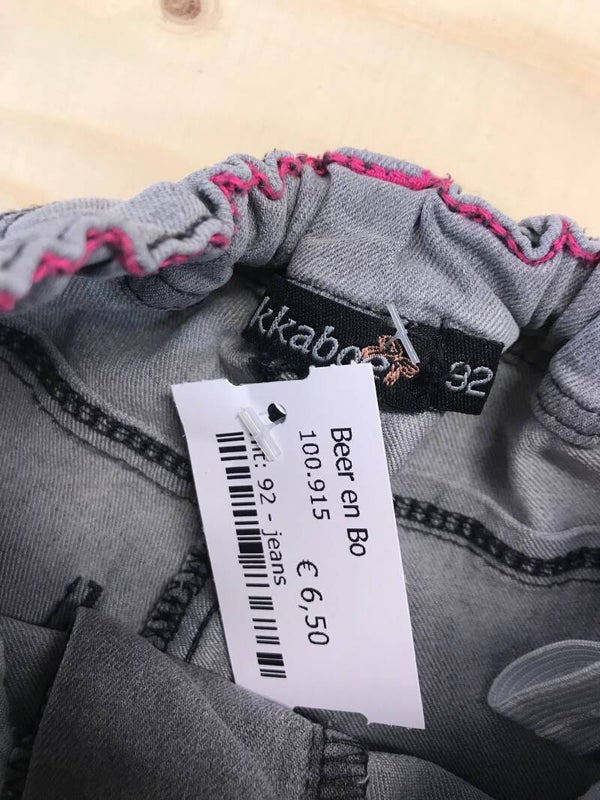 kkaboo
92
Beer en Bo
100.915
€ 6,50
92 - jeans